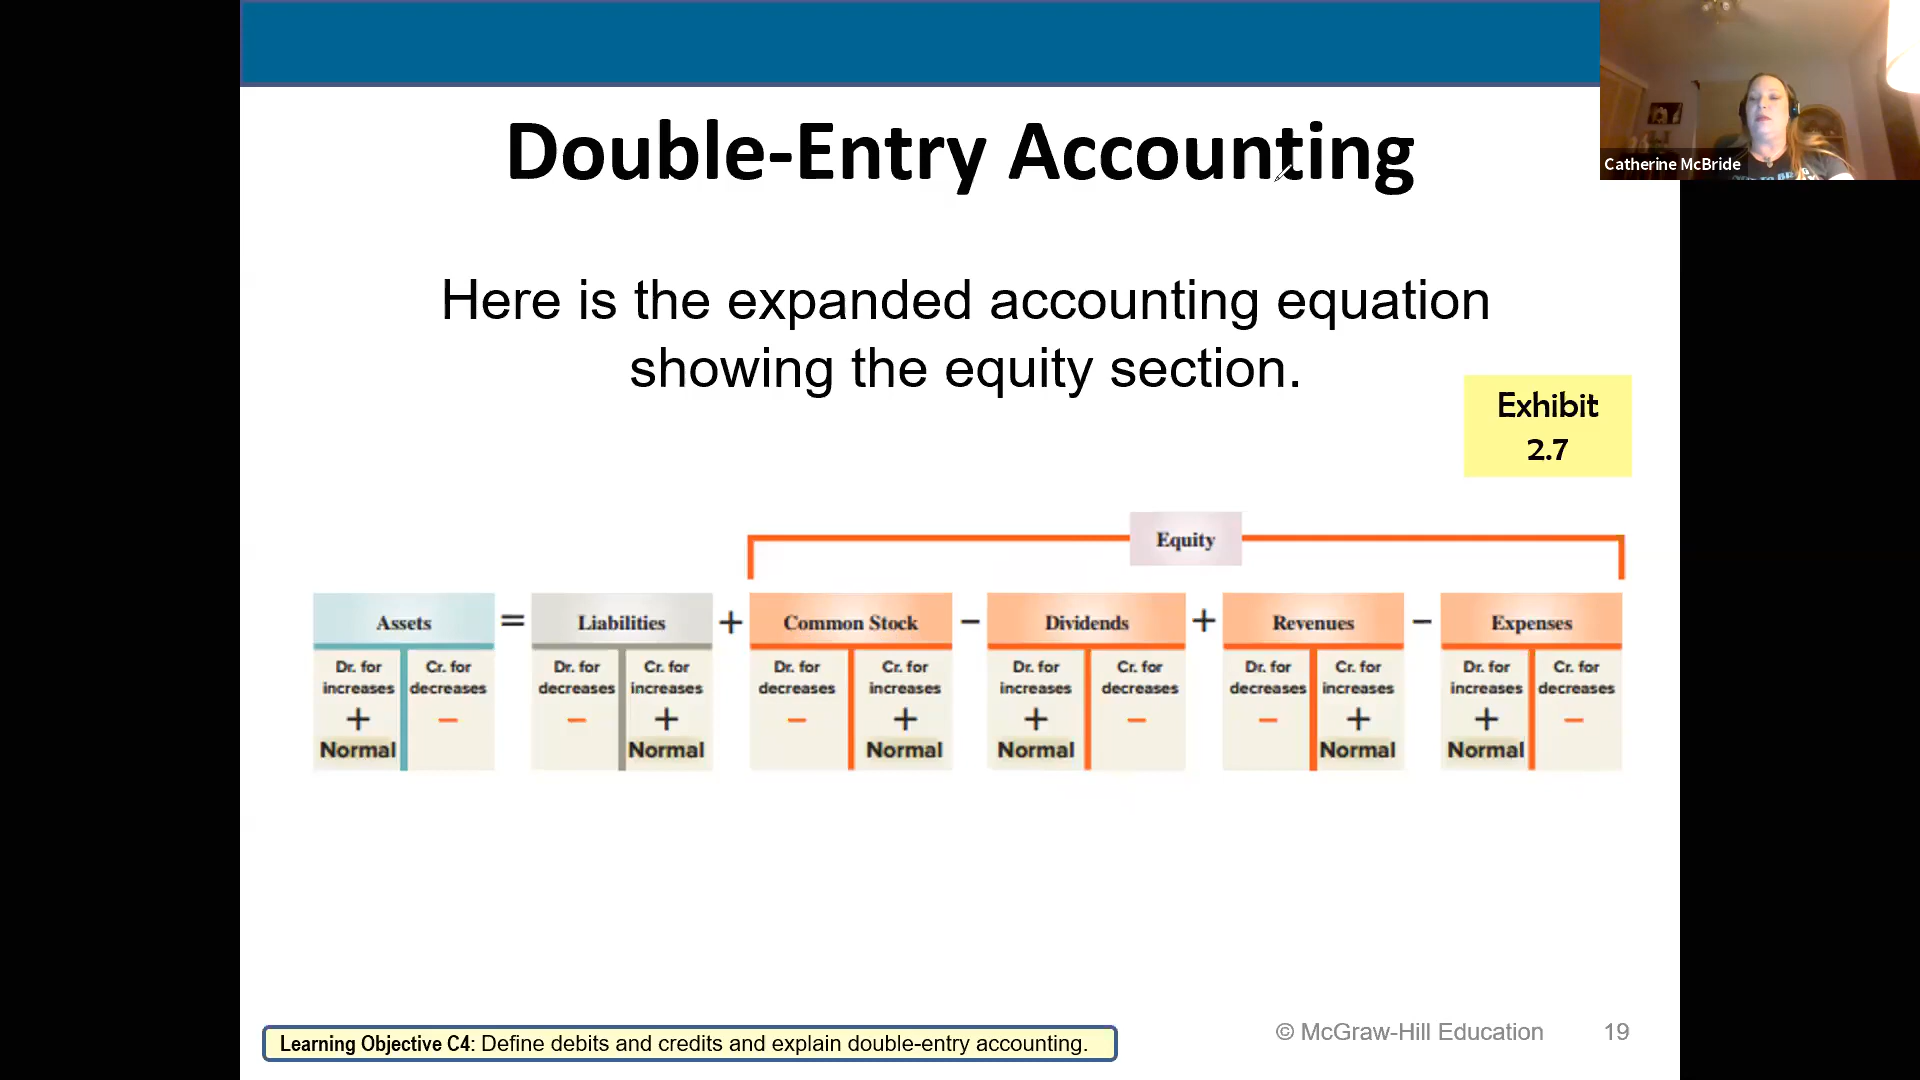 Double-Entry Accounting
Catherine McBride
Here is the expanded accounting equation
showing the equity section.
Exhibit
2.7
Equity
Assets = Liabilities + Common Stock − Dividends + Revenues − Expenses
Dr. for Cr. for Dr. for Cr. for Dr. for Cr. for Dr. for Cr. for Dr. for Cr. for Dr. for Cr. for
increases decreases decreases increases decreases increases increases decreases decreases increases increases decreases
+ − − + − + + − − + + −
Normal Normal Normal Normal Normal Normal
Learning Objective C4: Define debits and credits and explain double-entry accounting.
© McGraw-Hill Education 19